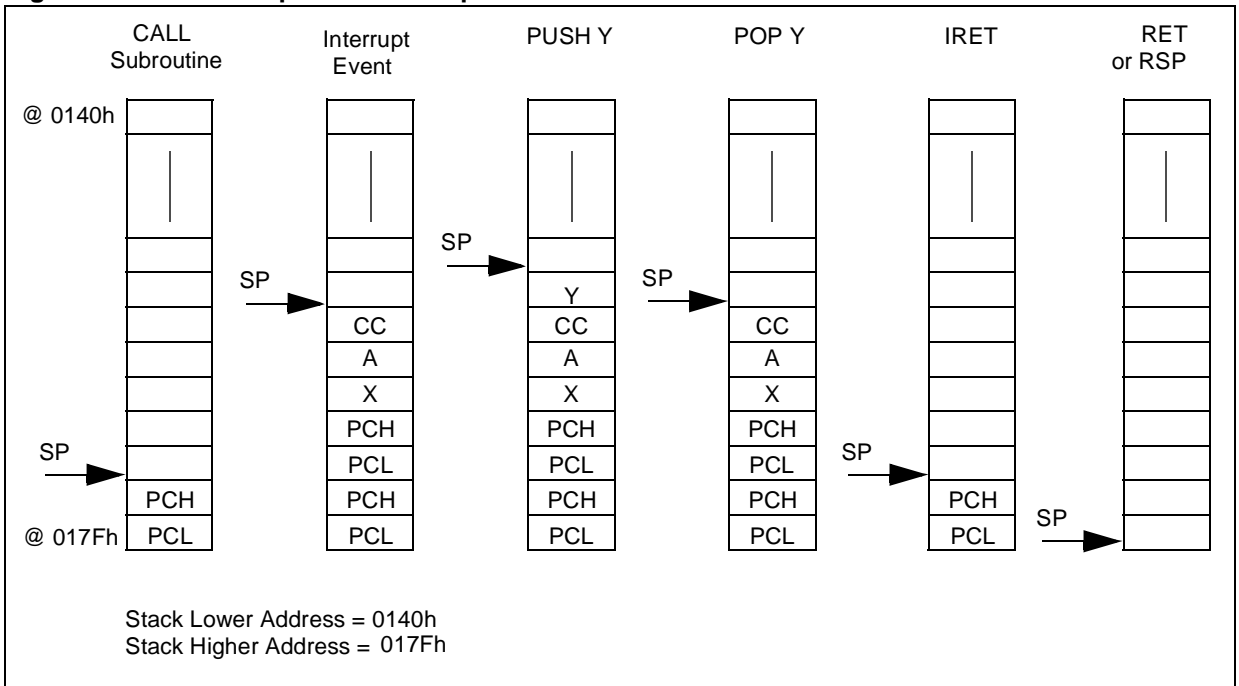 CALL
Subroutine
Interrupt
Event
PUSH Y
POP Y
IRET
RET
or RSP
@ 0140h
SP
SP
SP
Y
CC
CC
CC
A
A
A
X
X
X
PCH
PCH
PCH
SP
SP
PCL
PCL
PCL
PCH
PCH
PCH
PCH
PCH
SP
@ 017Fh
PCL
PCL
PCL
PCL
PCL
Stack Lower Address = 0140h
Stack Higher Address = 017Fh